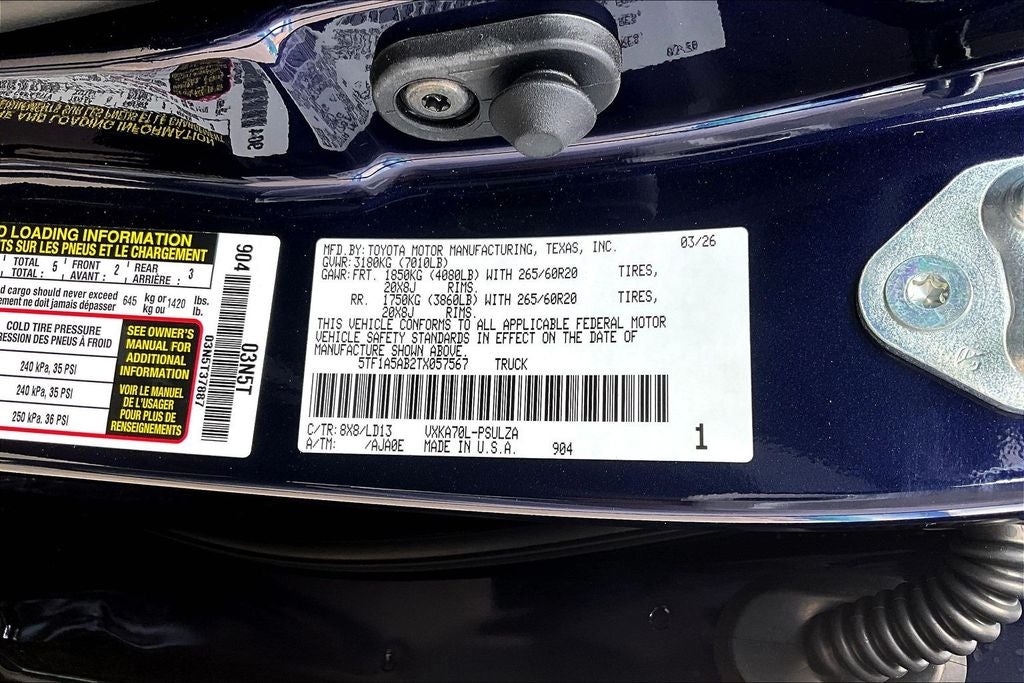 D LOADING INFORMATION
TS SUR LES PNEUS ET LE CHARGEMENT
TOTAL : 5 FRONT : 2 REAR : 3
TOTAL : AVANT : ARRIÈRE :
d cargo should never exceed 645 kg or 1420 lbs.
ement ne doit jamais dépasser kg ou lbs.
COLD TIRE PRESSURE
RESSION DES PNEUS À FROID
240 kPa, 35 PSI
240 kPa, 35 PSI
250 kPa, 36 PSI
SEE OWNER'S
MANUAL FOR
ADDITIONAL
INFORMATION
VOIR LE MANUEL
DE L'USAGER
POUR PLUS DE
RENSEIGNEMENTS
904
03N5T
03N5T37887
MFD.BY:TOYOTA MOTOR MANUFACTURING, TEXAS, INC. 03/26
GVWR:3180KG (7010LB)
GAWR:FRT. 1850KG (4080LB) WITH 265/60R20 TIRES,
20X8J RIMS.
RR. 1750KG (3860LB) WITH 265/60R20 TIRES,
20X8J RIMS.
THIS VEHICLE CONFORMS TO ALL APPLICABLE FEDERAL MOTOR
VEHICLE SAFETY STANDARDS IN EFFECT ON THE DATE OF
MANUFACTURE SHOWN ABOVE.
5TF1A5AB2TX057567 TRUCK
C/TR: 8X8/LD13 VXKA70L-PSULZA
A/TM: /AJA0E MADE IN U.S.A. 904
1